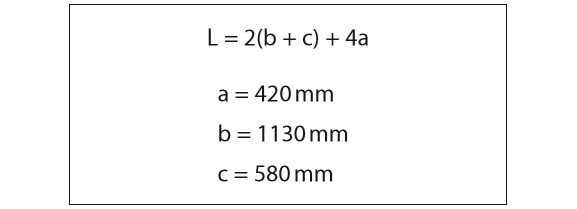 L = 2(b + c) + 4a
a = 420 mm
b = 1130 mm
c = 580 mm